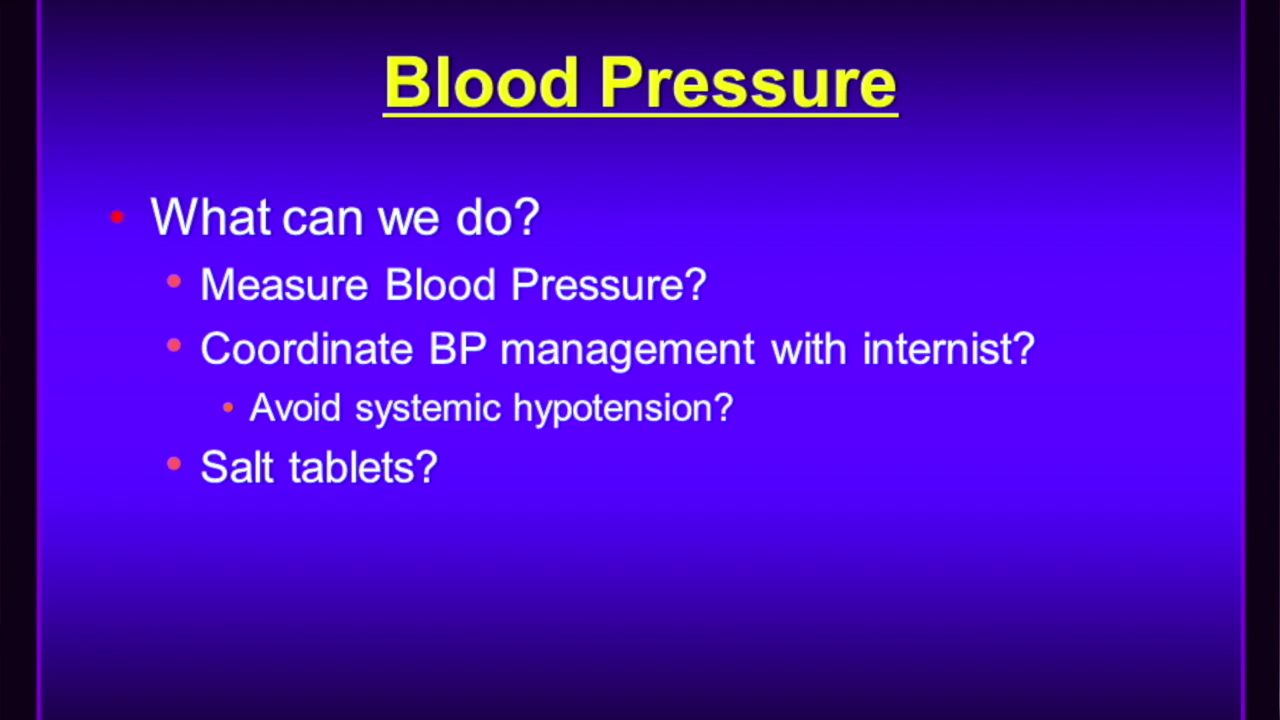 Blood Pressure
• What can we do?
• Measure Blood Pressure?
• Coordinate BP management with internist?
• Avoid systemic hypotension?
• Salt tablets?